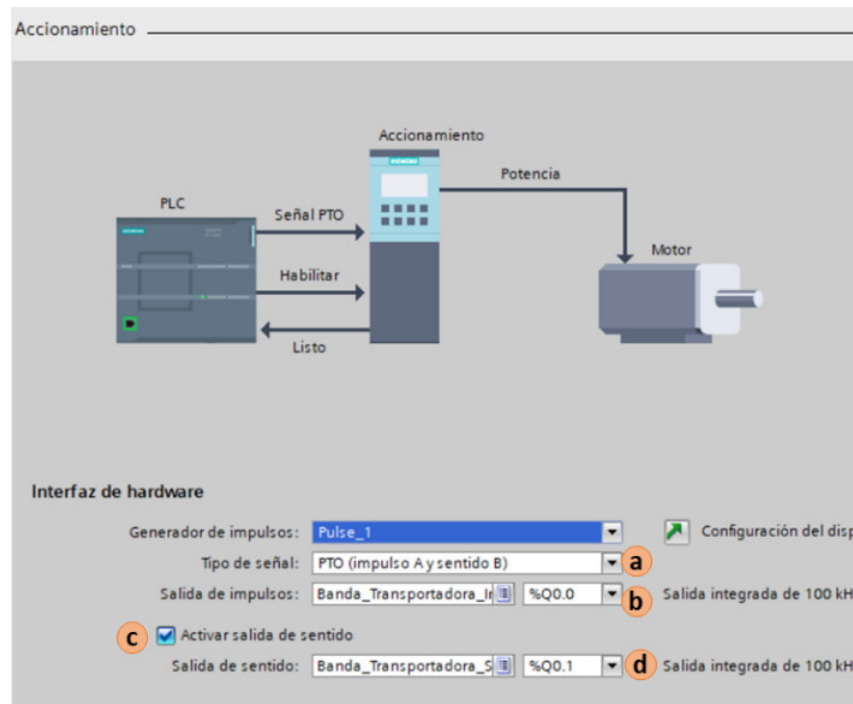 Accionamiento
Accionamiento
SIEMENS
Potencia
PLC
Señal PTO
Motor
Habilitar
Listo
Interfaz de hardware
Generador de impulsos: Pulse_1 Configuración del disp
Tipo de señal: PTO (impulso A y sentido B) a
Salida de impulsos: Banda_Transportadora_I %Q0.0 b Salida integrada de 100 kH
c Activar salida de sentido
Salida de sentido: Banda_Transportadora_S %Q0.1 d Salida integrada de 100 kH